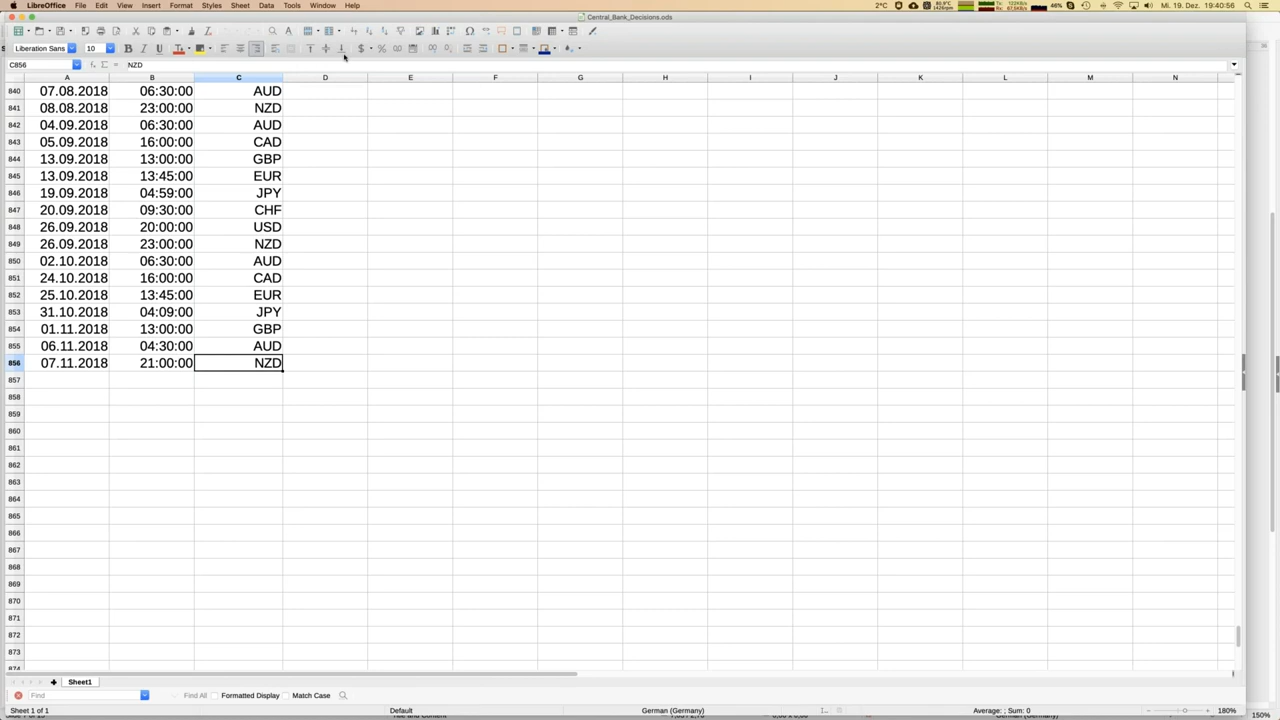 LibreOffice File Edit View Insert Format Styles Sheet Data Tools Window Help
2°C 46% Mi. 19. Dez. 19:40:56
Central_Bank_Decisions.ods
Liberation Sans 10
C856 NZD
A B C D E F G H I J K L M N
840 07.08.2018 06:30:00 AUD
841 08.08.2018 23:00:00 NZD
842 04.09.2018 06:30:00 AUD
843 05.09.2018 16:00:00 CAD
844 13.09.2018 13:00:00 GBP
845 13.09.2018 13:45:00 EUR
846 19.09.2018 04:59:00 JPY
847 20.09.2018 09:30:00 CHF
848 26.09.2018 20:00:00 USD
849 26.09.2018 23:00:00 NZD
850 02.10.2018 06:30:00 AUD
851 24.10.2018 16:00:00 CAD
852 25.10.2018 13:45:00 EUR
853 31.10.2018 04:09:00 JPY
854 01.11.2018 13:00:00 GBP
855 06.11.2018 04:30:00 AUD
856 07.11.2018 21:00:00 NZD
857
858
859
860
861
862
863
864
865
866
867
868
869
870
871
872
873
874
Sheet1
Find Find All Formatted Display Match Case
Sheet 1 of 1 Default German (Germany) Average: ; Sum: 0 180%
150%